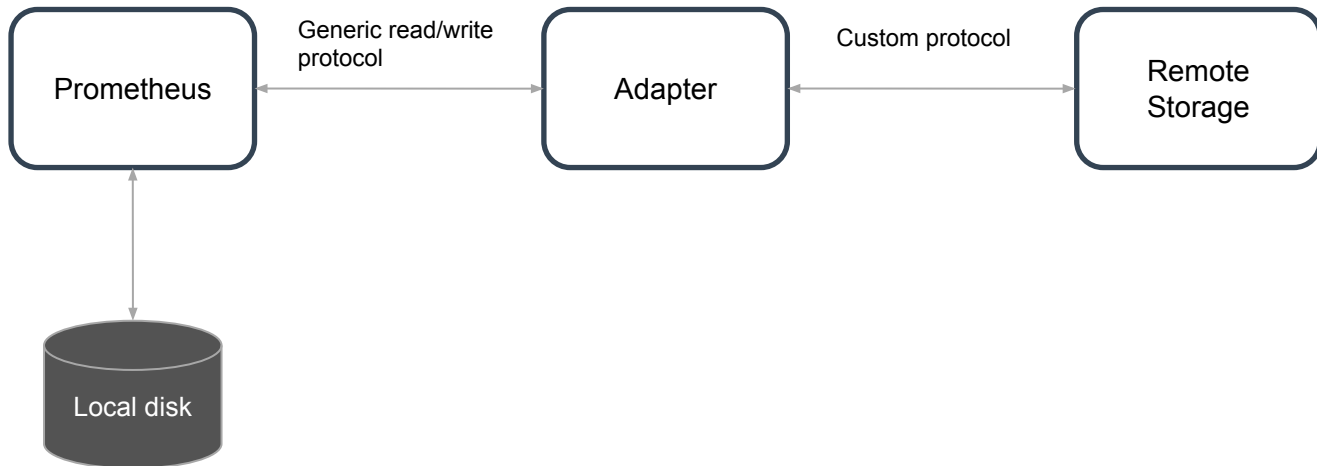 Generic read/write
protocol
Custom protocol
Prometheus
Adapter
Remote
Storage
Local disk